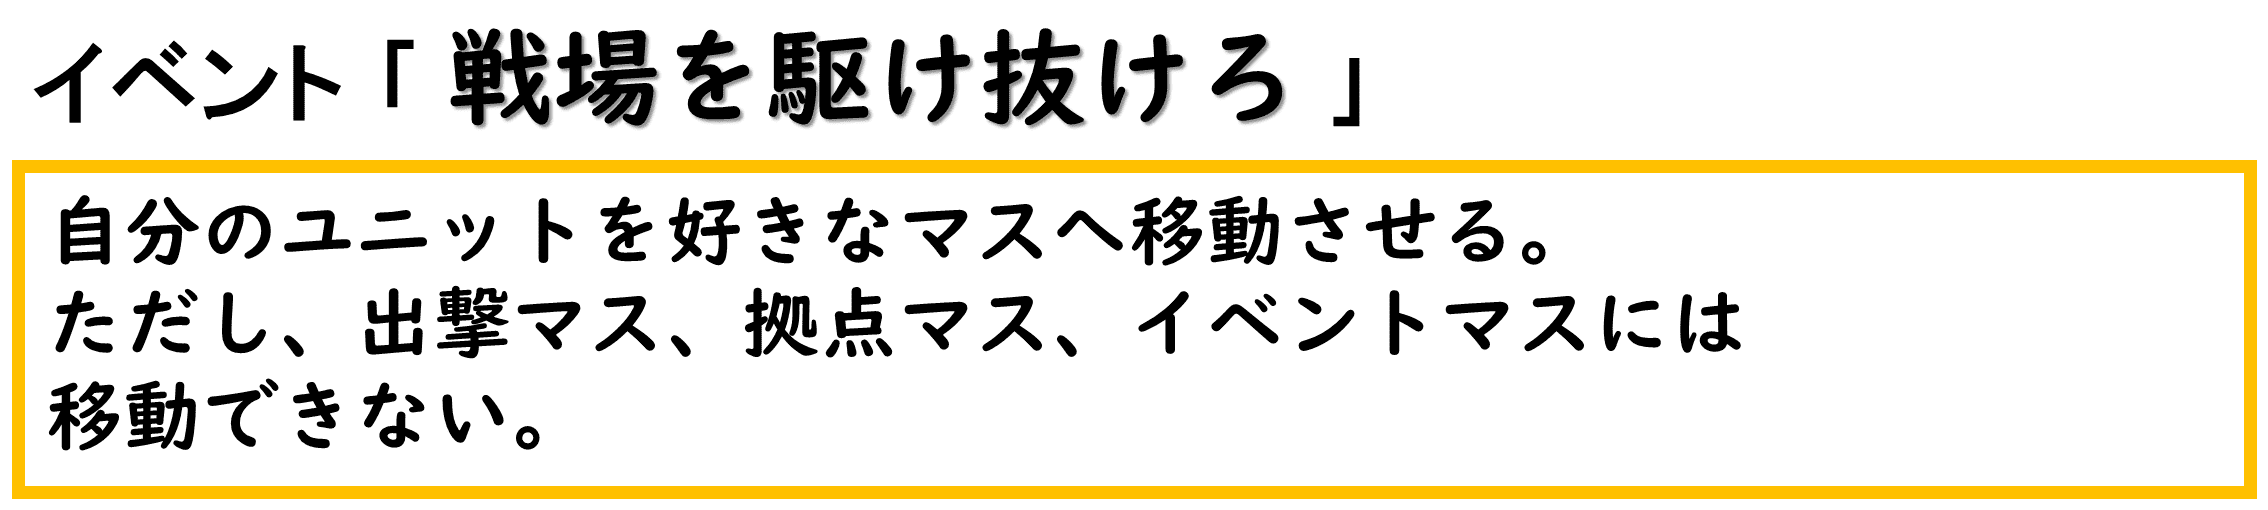 イベント「戦場を駆け抜けろ」
自分のユニットを好きなマスへ移動させる。
ただし、出撃マス、拠点マス、イベントマスには
移動できない。